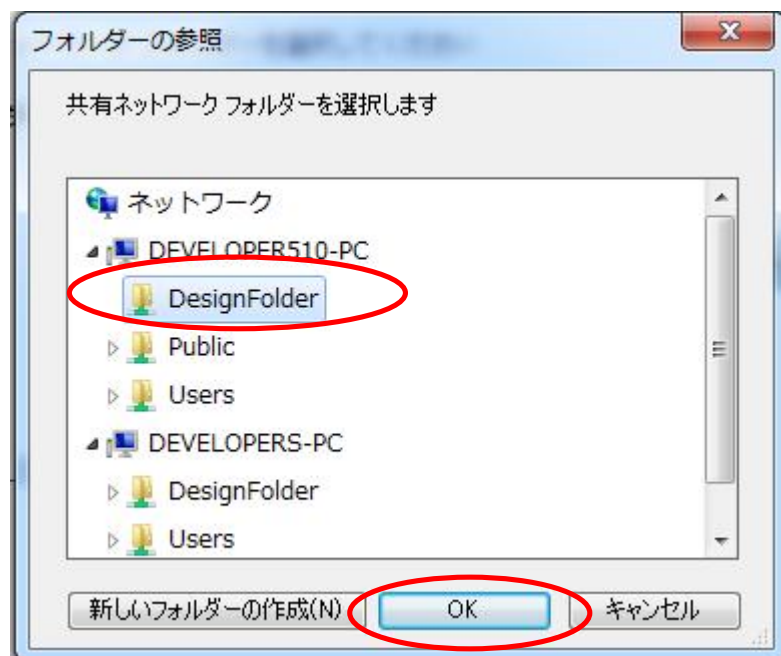 フォルダーの参照
共有ネットワーク フォルダーを選択します
ネットワーク
DEVELOPER510-PC
DesignFolder
Public
Users
DEVELOPERS-PC
DesignFolder
Users
新しいフォルダーの作成(N) OK キャンセル